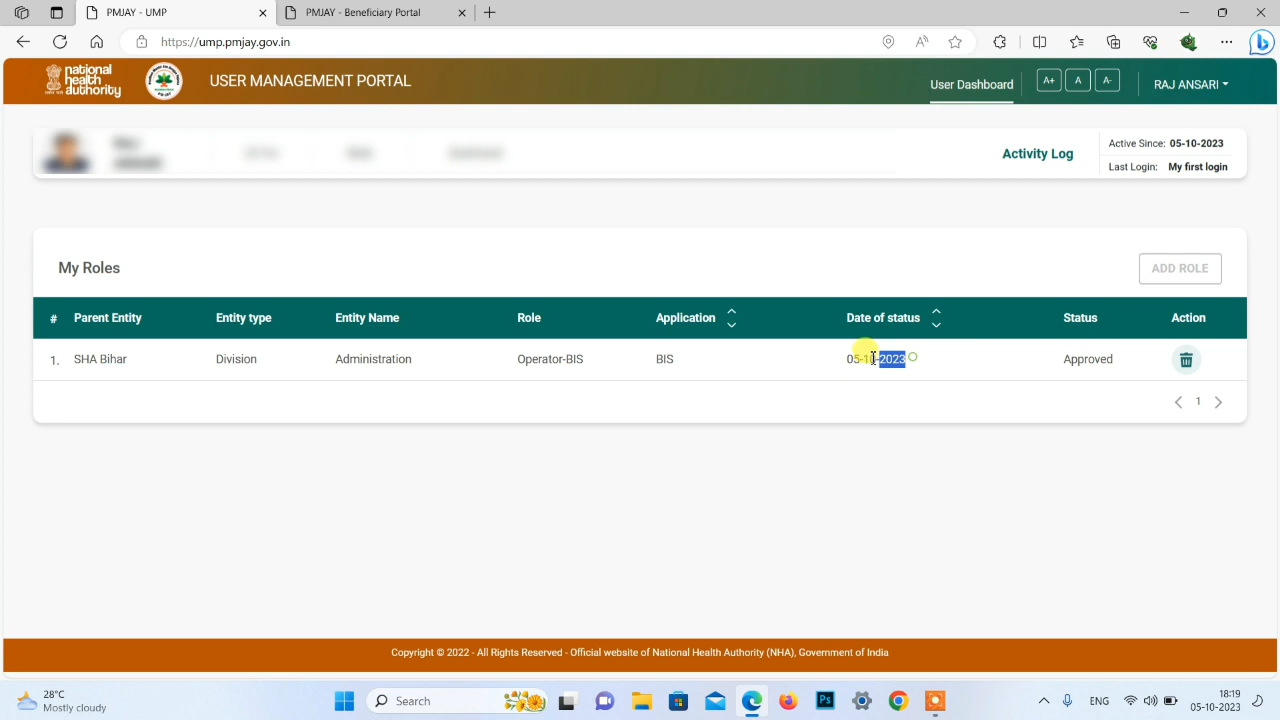 PMJAY - UMP
PMJAY - Beneficiary Portal
https://ump.pmjay.gov.in
national
health
authority
USER MANAGEMENT PORTAL
User Dashboard
A+
A
A-
RAJ ANSARI
Activity Log
Active Since: 05-10-2023
Last Login: My first login
My Roles
ADD ROLE
# Parent Entity Entity type Entity Name Role Application Date of status Status Action
1. SHA Bihar Division Administration Operator-BIS BIS 05-10-2023 Approved
1
Copyright © 2022 - All Rights Reserved - Official website of National Health Authority (NHA), Government of India
28°C
Mostly cloudy
Search
Ps
ENG
18:19
05-10-2023